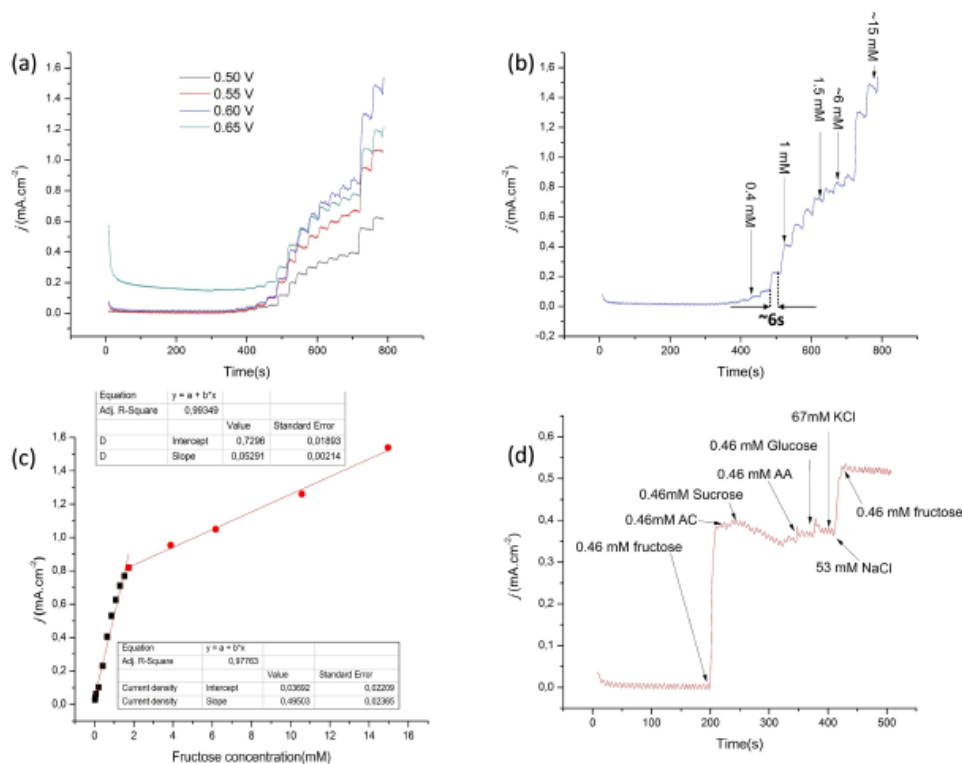 (a)
0.50 V
0.55 V
0.60 V
0.65 V
j (mA.cm-2)
1,6
1,4
1.2
1.0
0.8
0.6
0.4
0.2
0.0
0 200 400 600 800 1000
Time(s)
(b)
~15 mM
1.5 mM
~6 mM
1 mM
0.4 mM
~6s
j (mA.cm-2)
1,6
1,4
1,2
1,0
0,8
0,6
0,4
0,2
0,0
-0,2
0 200 400 600 800 1000
Time(s)
(c)
Equation y = a + b*x
Adj. R-Square 0,99349
Value Standard Error
D Intercept 0,7296 0,01893
D Slope 0,05291 0,00214
j (mA.cm-2)
1,6
1,4
1,2
1,0
0,8
0,6
0,4
0,2
0,0
Equation y = a + b*x
Adj. R-Square 0,97763
Value Standard Error
Current density Intercept 0,03692 0,02209
Current density Slope 0,49503 0,02365
0 2 4 6 8 10 12 14 16
Fructose concentration(mM)
(d)
67mM KCl
0.46 mM Glucose
0.46 mM AA
0.46mM Sucrose
0.46mM AC
0.46 mM fructose
0.46 mM fructose
53 mM NaCl
j (mA.cm-2)
0,6
0,5
0,4
0,3
0,2
0,1
0,0
0 100 200 300 400 500
Time(s)